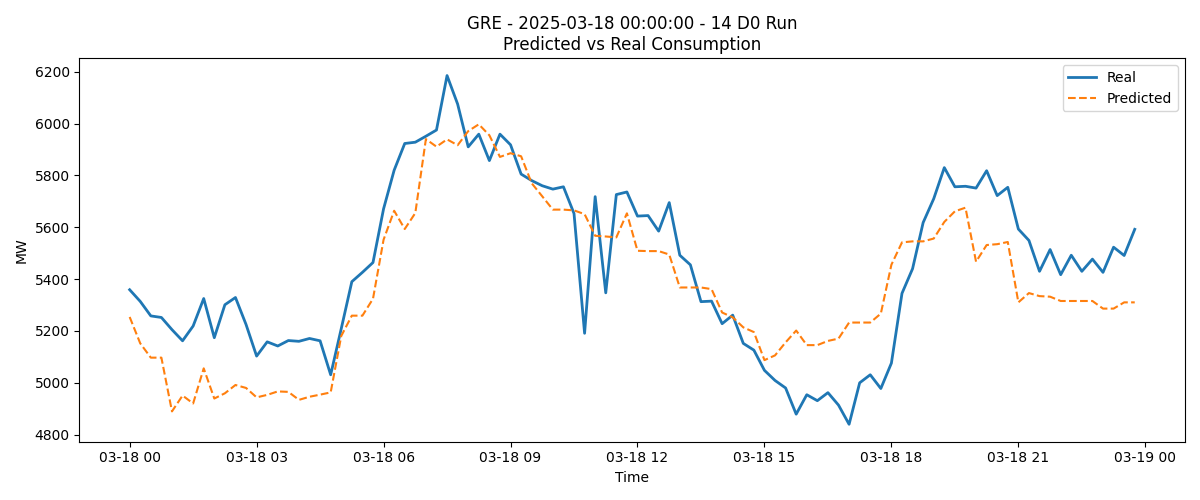 GRE - 2025-03-18 00:00:00 - 14 D0 Run
Predicted vs Real Consumption
Real
Predicted
MW
6200
6000
5800
5600
5400
5200
5000
4800
03-18 00
03-18 03
03-18 06
03-18 09
03-18 12
03-18 15
03-18 18
03-18 21
03-19 00
Time